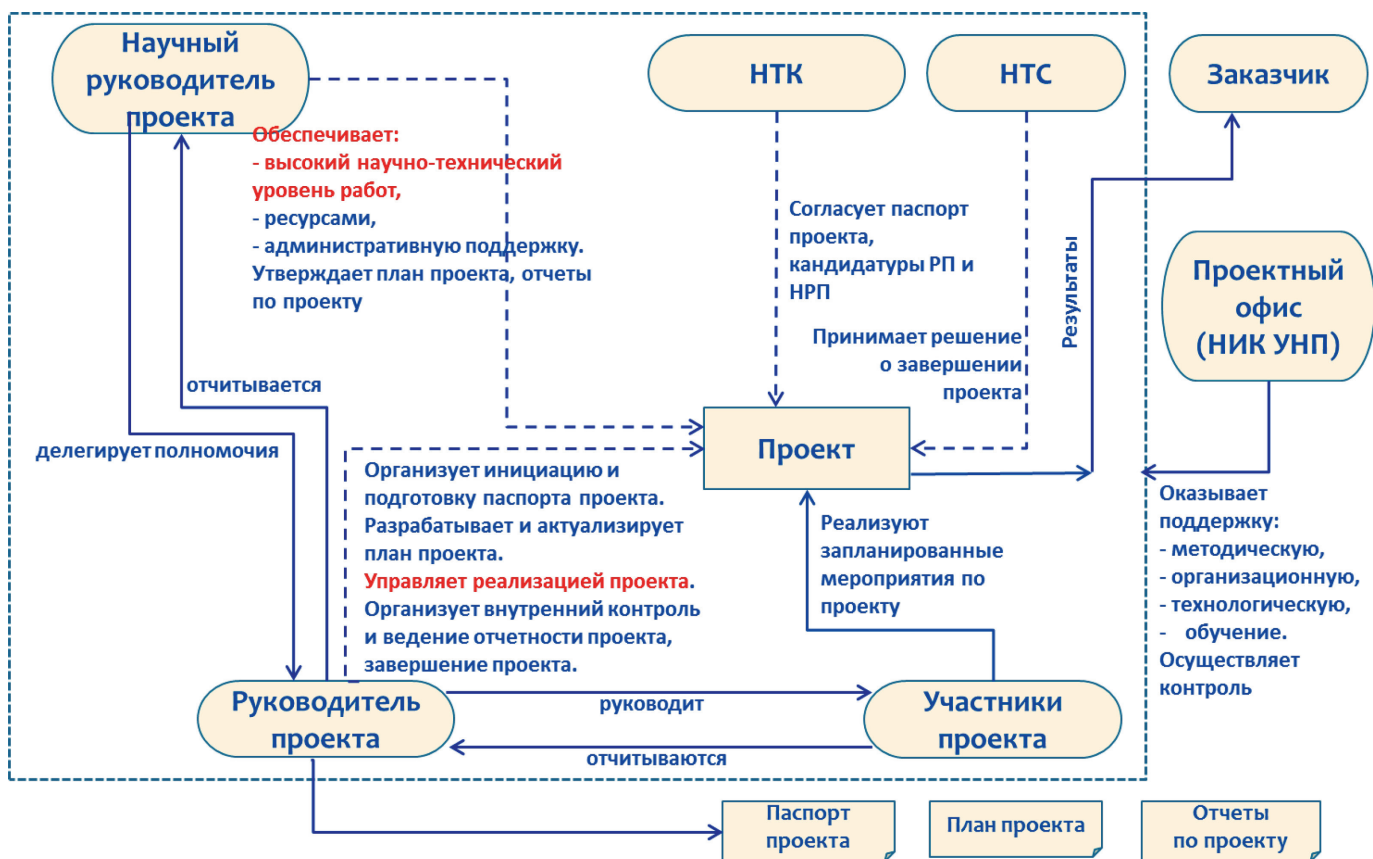 Научный
руководитель
проекта
НТК
НТС
Заказчик
Обеспечивает:
- высокий научно-технический
уровень работ,
- ресурсами,
- административную поддержку.
Утверждает план проекта, отчеты
по проекту
Согласует паспорт
проекта,
кандидатуры РП и
НРП
Принимает решение
о завершении
проекта
Результаты
Проектный
офис
(НИК УНП)
отчитывается
делегирует полномочия
Проект
Организует инициацию и
подготовку паспорта проекта.
Разрабатывает и актуализирует
план проекта.
Управляет реализацией проекта.
Организует внутренний контроль
и ведение отчетности проекта,
завершение проекта.
Реализуют
запланированные
мероприятия по
проекту
Оказывает
поддержку:
- методическую,
- организационную,
- технологическую,
- обучение.
Осуществляет
контроль
Руководитель
проекта
руководит
отчитываются
Участники
проекта
Паспорт
проекта
План проекта
Отчеты
по проекту